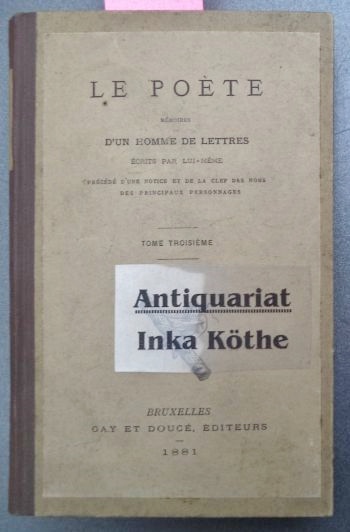 LE POÈTE
MÉMOIRES
D'UN HOMME DE LETTRES
ÉCRITS PAR LUI-MÊME
PRÉCÉDÉ D'UNE NOTICE ET DE LA CLEF DES NOMS
DES PRINCIPAUX PERSONNAGES
TOME TROISIÈME
Antiquariat
Inka Köthe
BRUXELLES
GAY ET DOUCÉ, ÉDITEURS
1881